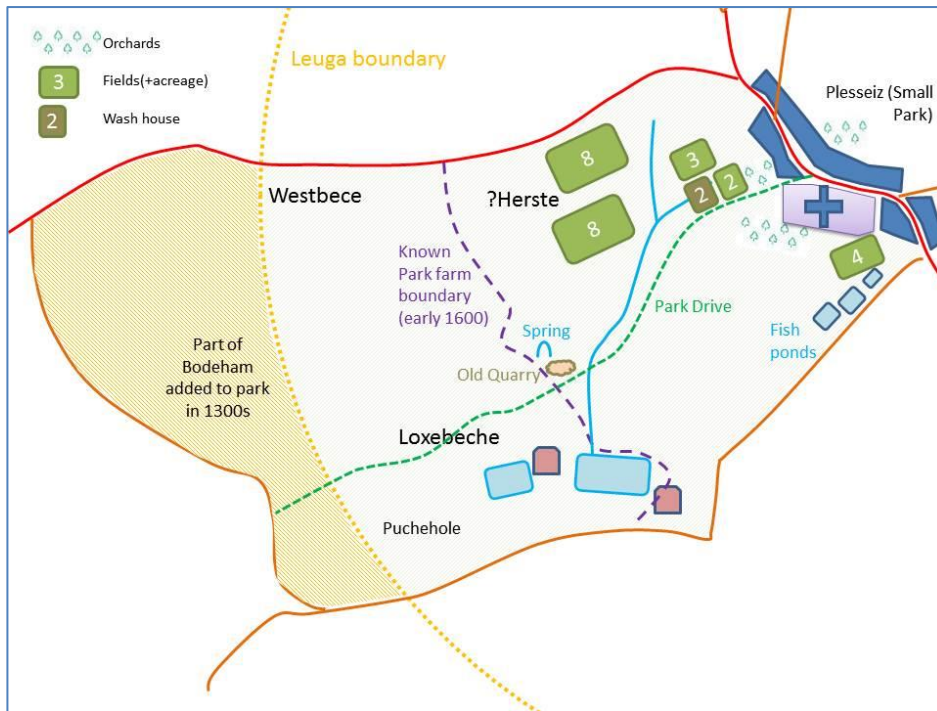 Orchards
3
Fields(+acreage)
2
Wash house
Leuga boundary
Plesseiz (Small
Park)
Westbece
?Herste
8
8
3
2
2
4
Known
Park farm
boundary
(early 1600)
Park Drive
Spring
Old Quarry
Fish
ponds
Part of
Bodeham
added to park
in 1300s
Loxebeche
Puchehole